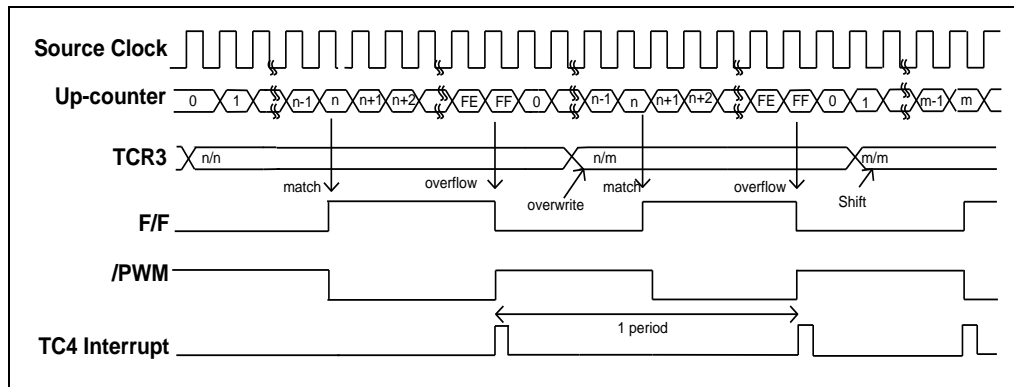 Source Clock
Up-counter 0 1 n-1 n n+1 n+2 FE FF 0 n-1 n n+1 n+2 FE FF 0 1 m-1 m
TCR3 n/n n/m m/m
match overflow overwrite match overflow Shift
F/F
/PWM
1 period
TC4 Interrupt